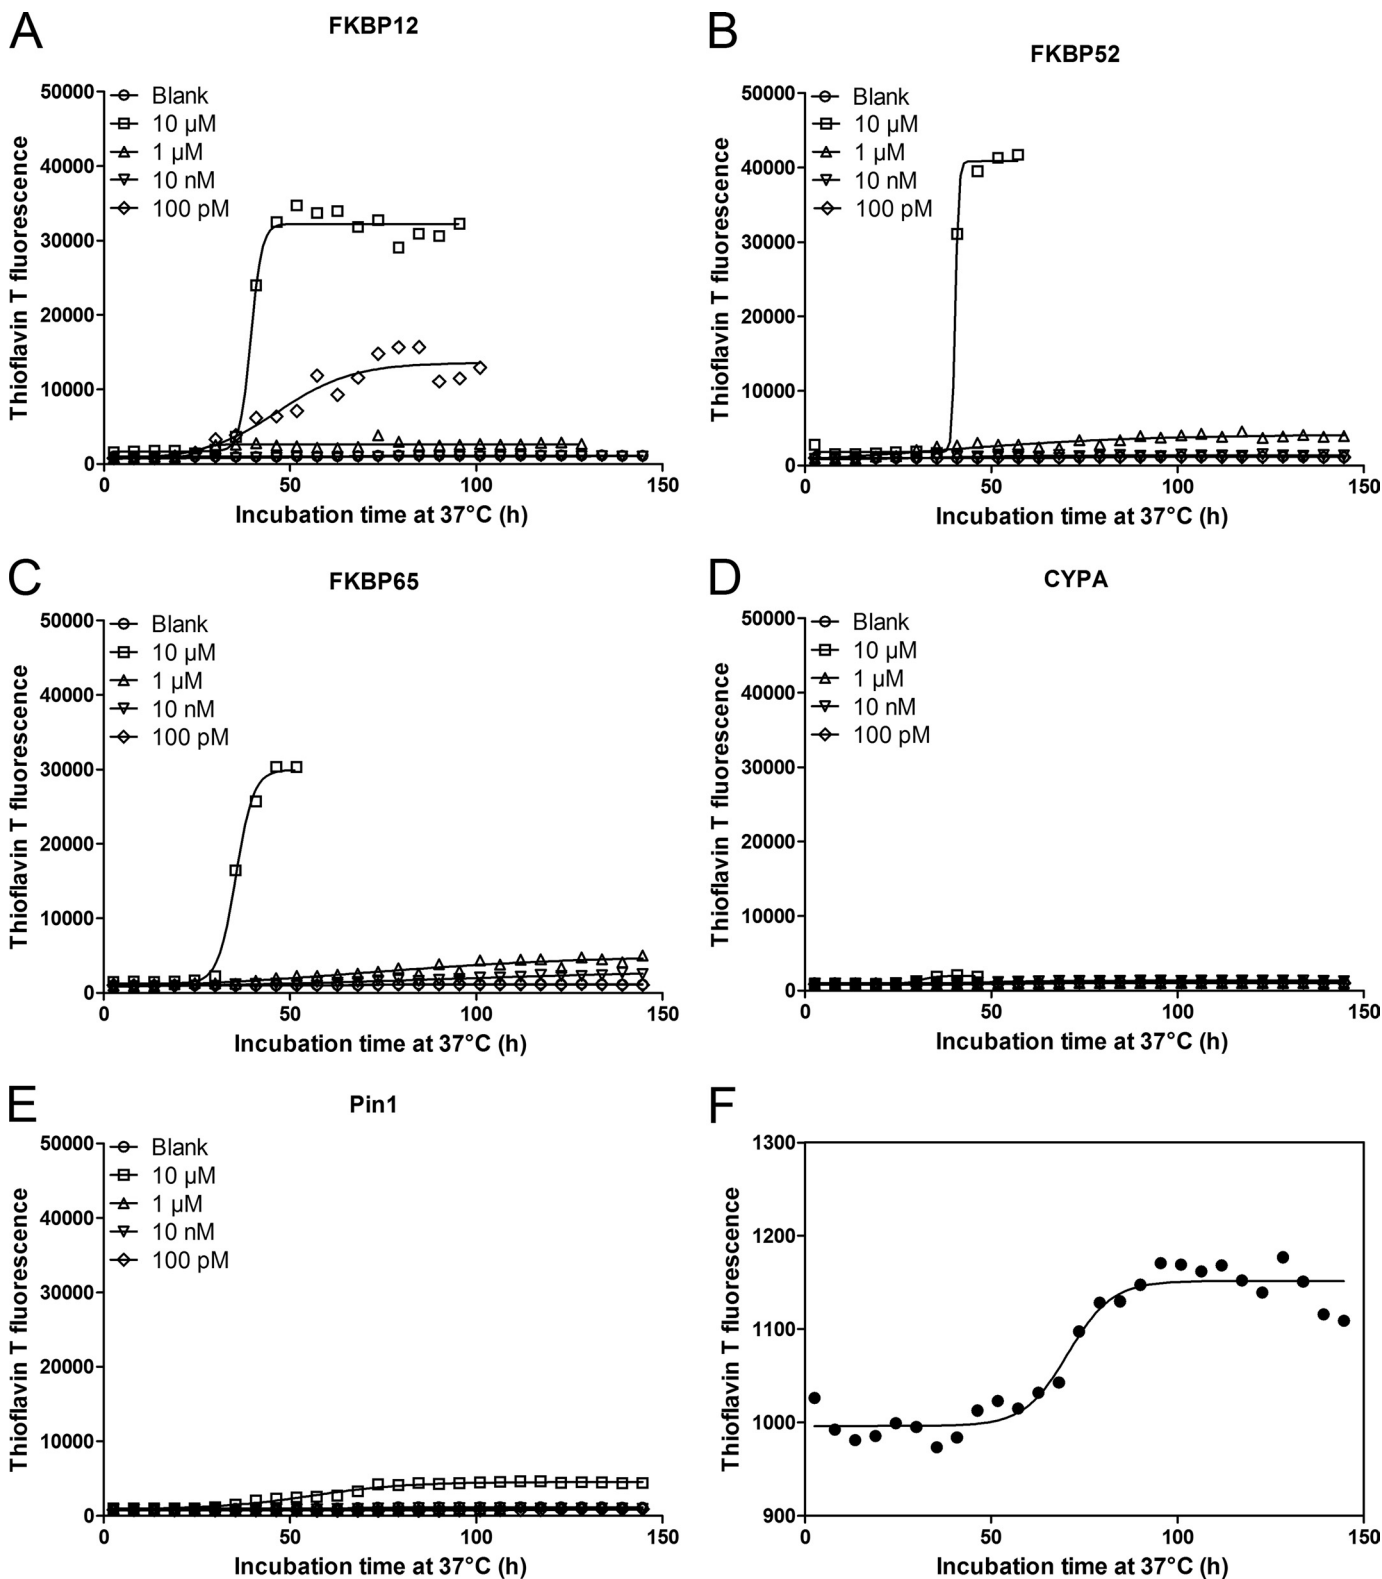 A
FKBP12
Thioflavin T fluorescence
50000
40000
30000
20000
10000
0
Blank
10 µM
1 µM
10 nM
100 pM
0 50 100 150
Incubation time at 37°C (h)
B
FKBP52
Thioflavin T fluorescence
50000
40000
30000
20000
10000
0
Blank
10 µM
1 µM
10 nM
100 pM
0 50 100 150
Incubation time at 37°C (h)
C
FKBP65
Thioflavin T fluorescence
50000
40000
30000
20000
10000
0
Blank
10 µM
1 µM
10 nM
100 pM
0 50 100 150
Incubation time at 37°C (h)
D
CYPA
Thioflavin T fluorescence
50000
40000
30000
20000
10000
0
Blank
10 µM
1 µM
10 nM
100 pM
0 50 100 150
Incubation time at 37°C (h)
E
Pin1
Thioflavin T fluorescence
50000
40000
30000
20000
10000
0
Blank
10 µM
1 µM
10 nM
100 pM
0 50 100 150
Incubation time at 37°C (h)
F
Thioflavin T fluorescence
1300
1200
1100
1000
900
0 50 100 150
Incubation time at 37°C (h)